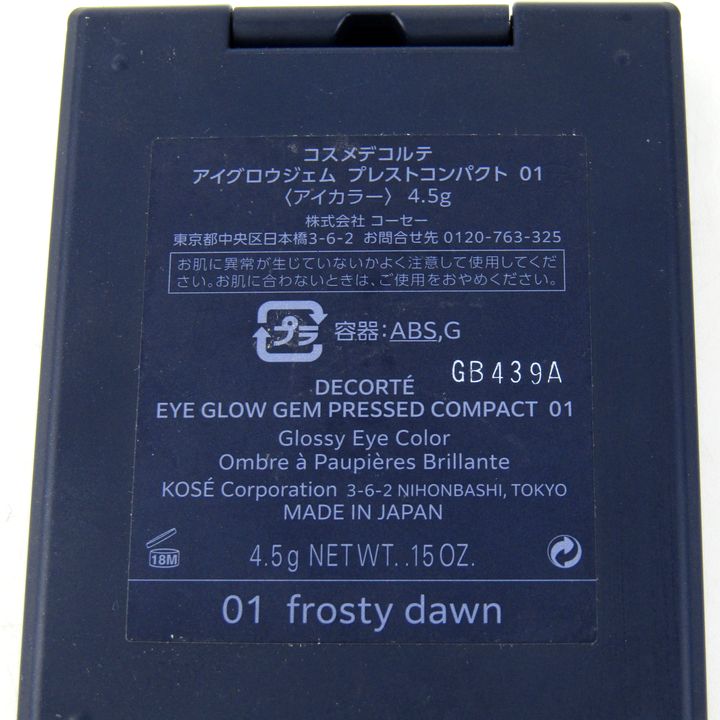 コスメデコルテ
アイグロウジェム プレストコンパクト 01
〈アイカラー〉 4.5g
株式会社 コーセー
東京都中央区日本橋3-6-2 お問合せ先 0120-763-325
お肌に異常が生じていないかよく注意して使用してくだ
さい。お肌に合わないときは、ご使用をおやめください。
プラ 容器:ABS,G
GB439A
DECORTÉ
EYE GLOW GEM PRESSED COMPACT 01
Glossy Eye Color
Ombre à Paupières Brillante
KOSÉ Corporation 3-6-2 NIHONBASHI, TOKYO
MADE IN JAPAN
18M 4.5g NET WT. .15 OZ.
01 frosty dawn